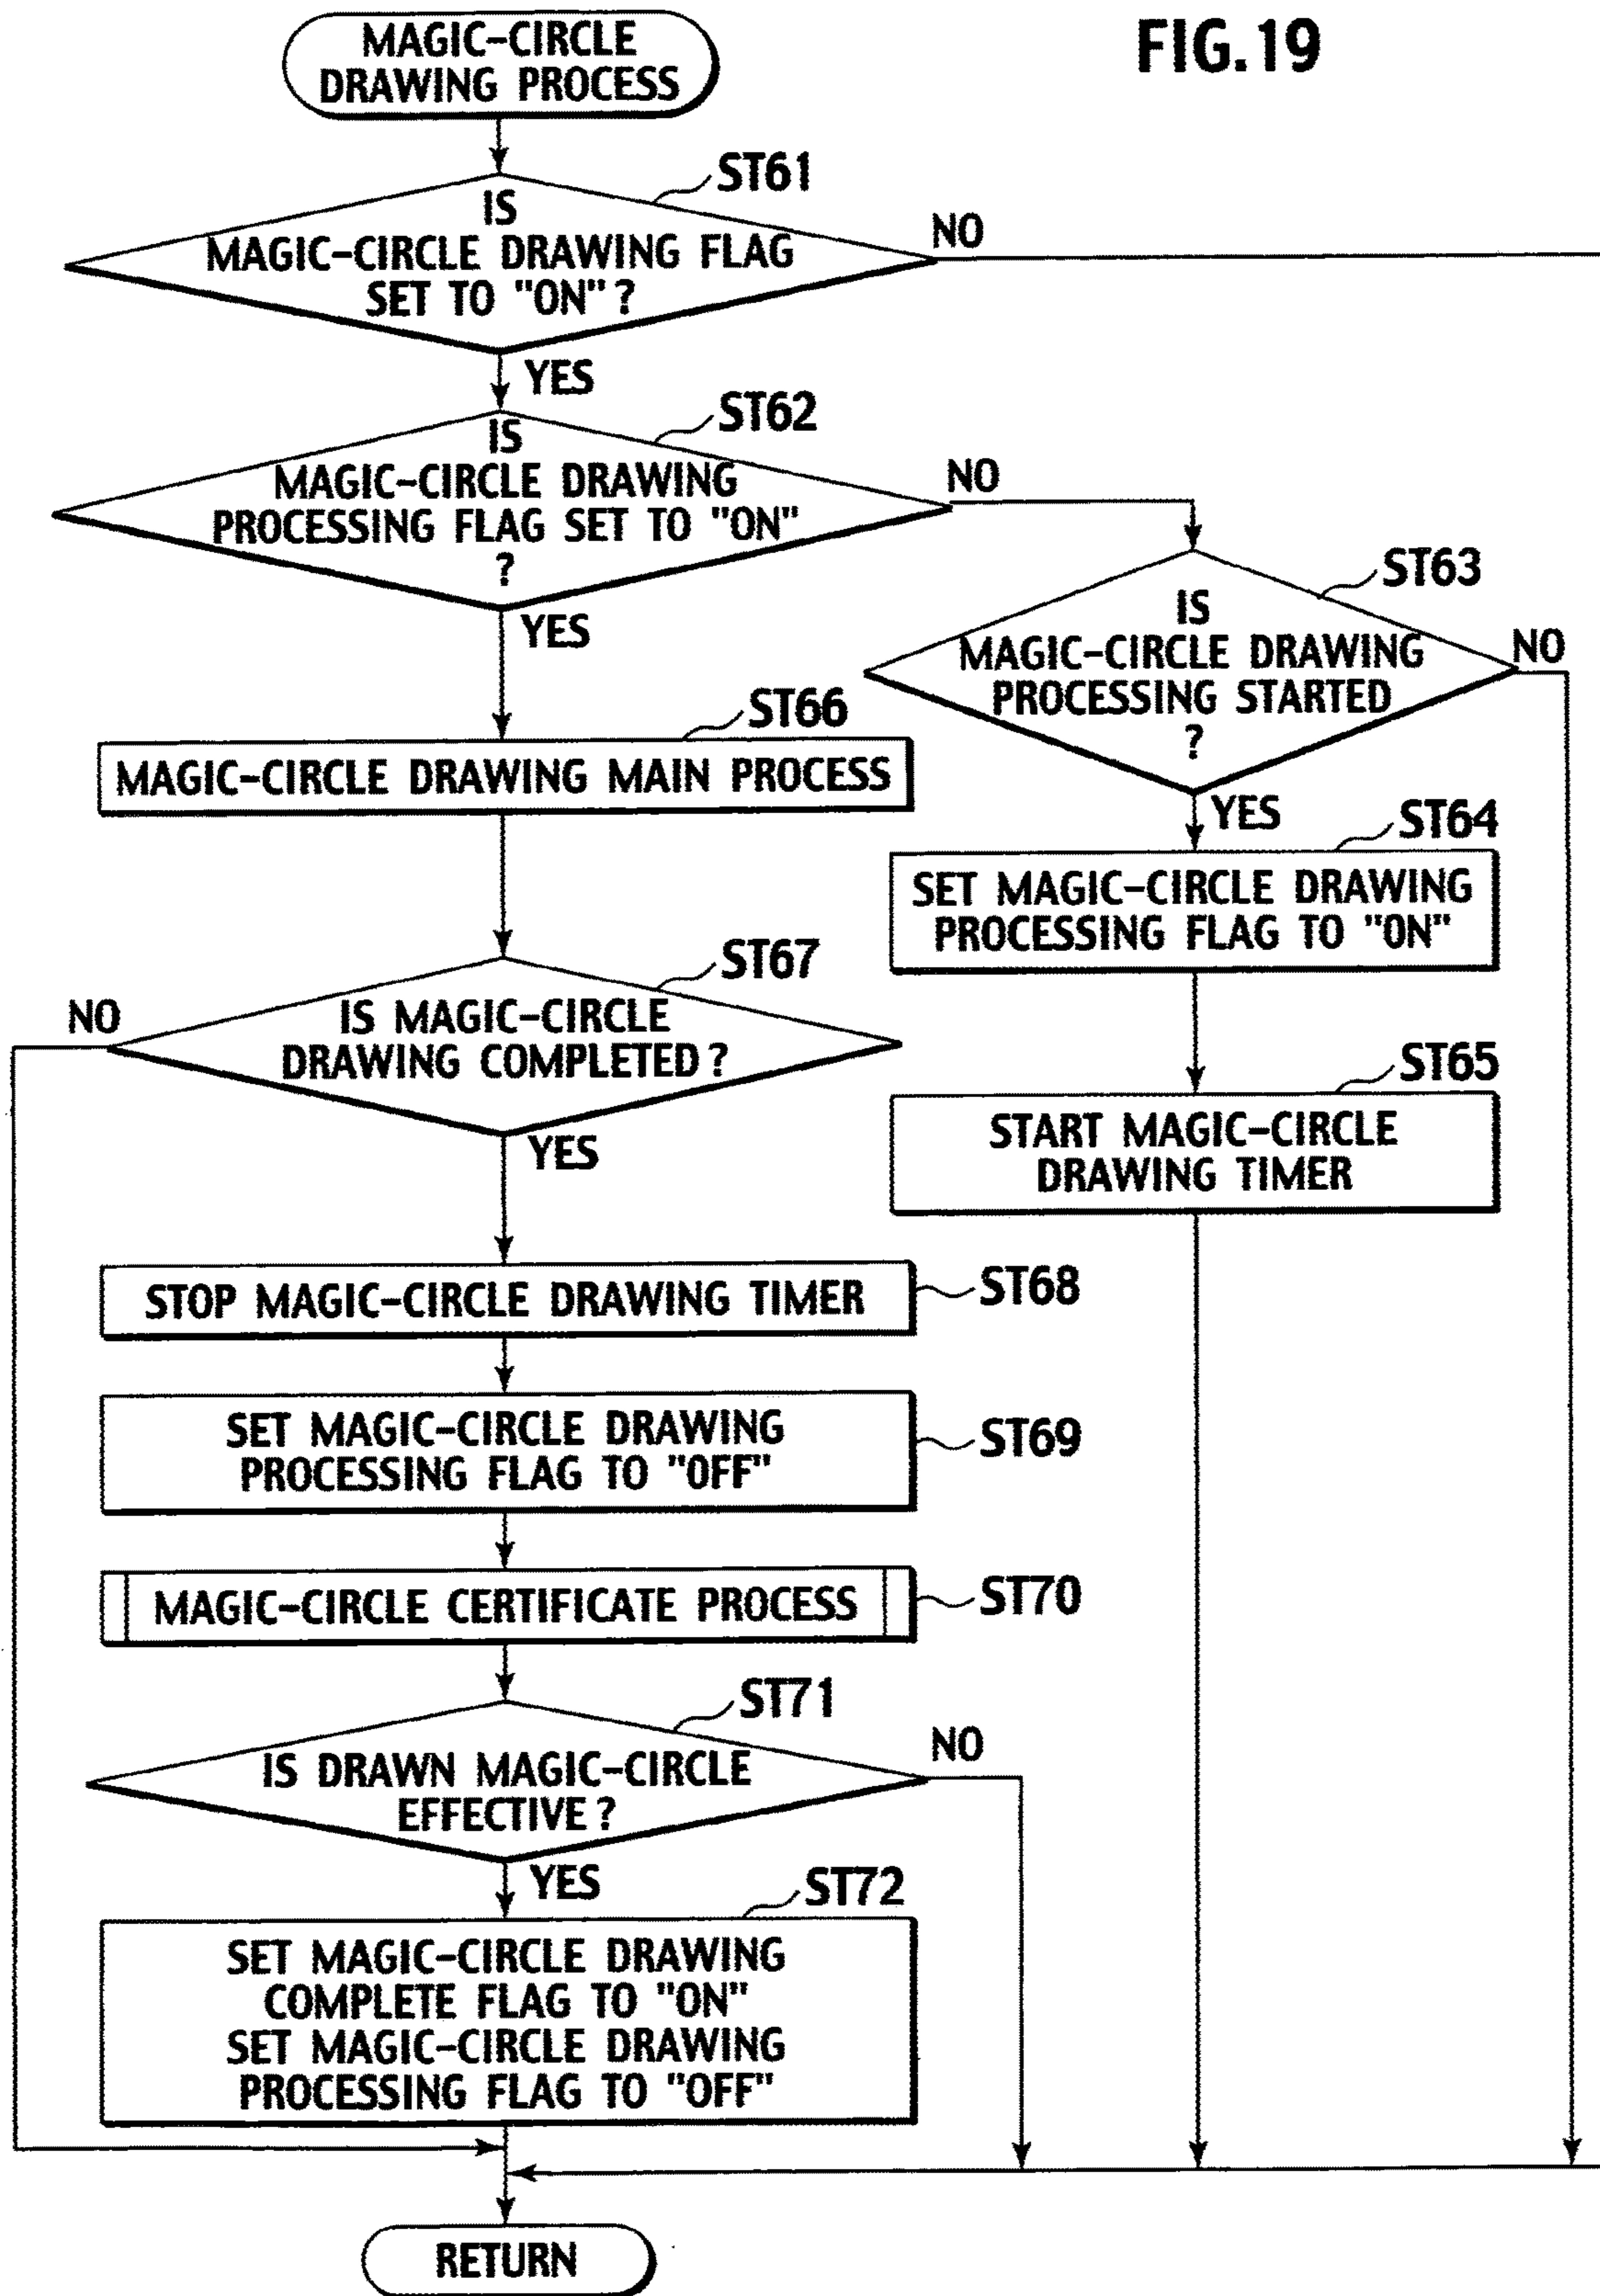 FIG.19
MAGIC-CIRCLE
DRAWING PROCESS
ST61
IS
MAGIC-CIRCLE DRAWING FLAG
SET TO "ON"?
NO
YES
ST62
IS
MAGIC-CIRCLE DRAWING
PROCESSING FLAG SET TO "ON"
?
NO
YES
ST63
IS
MAGIC-CIRCLE DRAWING
PROCESSING STARTED
?
NO
YES
ST64
SET MAGIC-CIRCLE DRAWING
PROCESSING FLAG TO "ON"
ST65
START MAGIC-CIRCLE
DRAWING TIMER
ST66
MAGIC-CIRCLE DRAWING MAIN PROCESS
ST67
IS MAGIC-CIRCLE
DRAWING COMPLETED?
NO
YES
STOP MAGIC-CIRCLE DRAWING TIMER
ST68
SET MAGIC-CIRCLE DRAWING
PROCESSING FLAG TO "OFF"
ST69
MAGIC-CIRCLE CERTIFICATE PROCESS
ST70
ST71
IS DRAWN MAGIC-CIRCLE
EFFECTIVE?
NO
YES
ST72
SET MAGIC-CIRCLE DRAWING
COMPLETE FLAG TO "ON"
SET MAGIC-CIRCLE DRAWING
PROCESSING FLAG TO "OFF"
RETURN